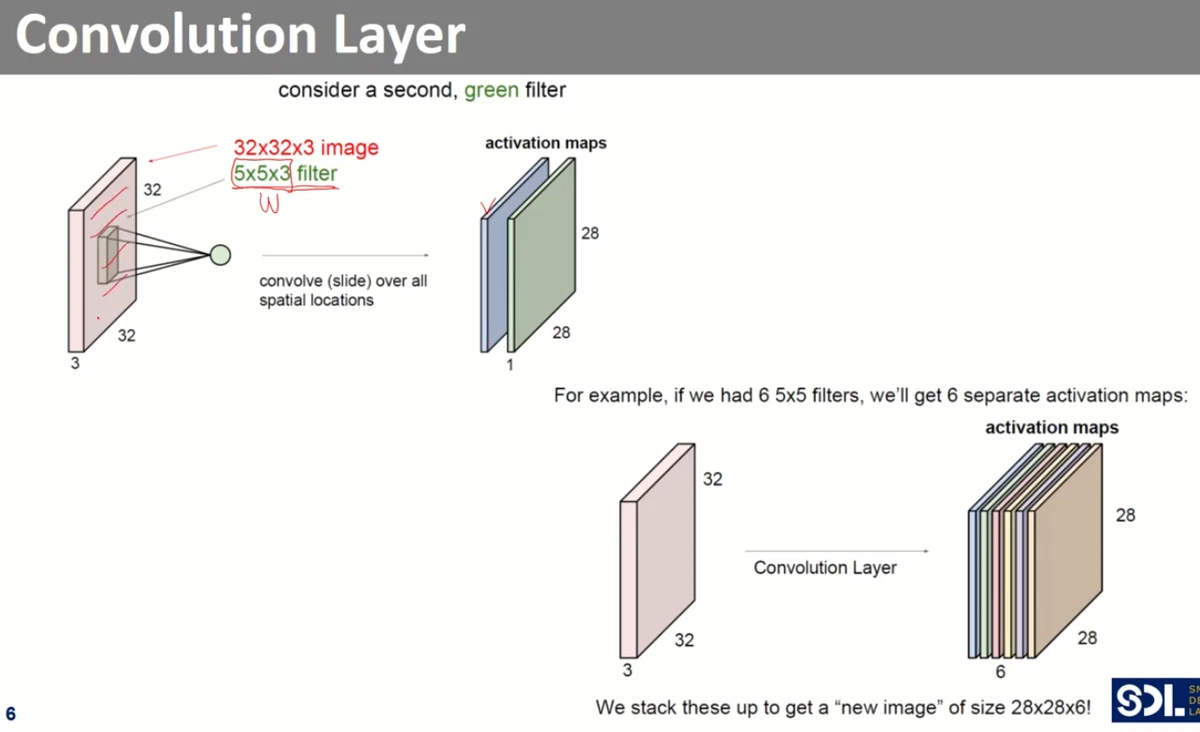 Convolution Layer
consider a second, green filter
32x32x3 image
5x5x3 filter
W
activation maps
32
32
3
convolve (slide) over all
spatial locations
28
28
1
For example, if we had 6 5x5 filters, we’ll get 6 separate activation maps:
activation maps
32
32
3
Convolution Layer
28
28
6
We stack these up to get a “new image” of size 28x28x6!
6
SDL